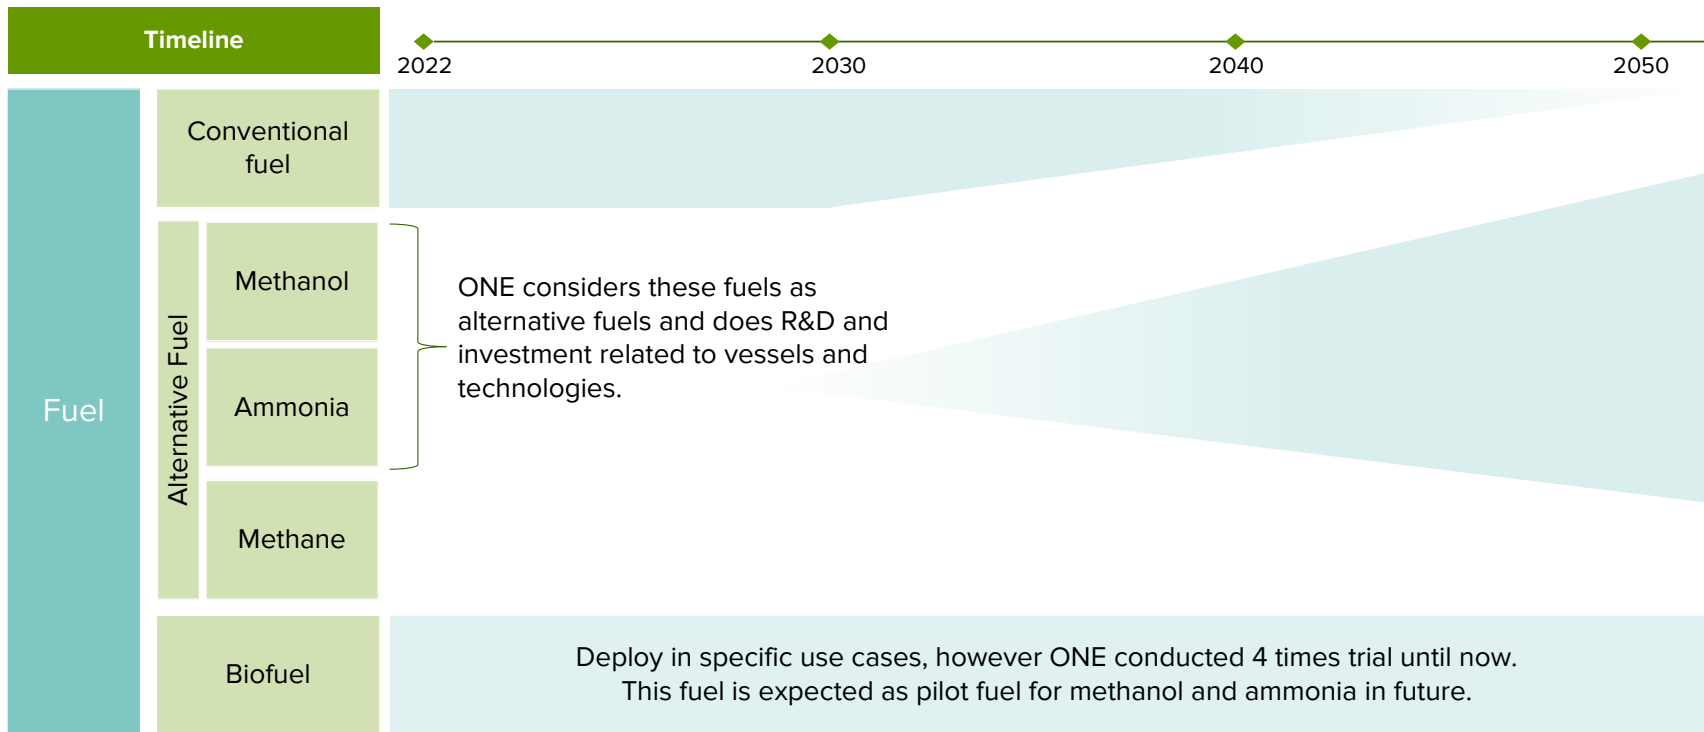 Timeline
2022
2030
2040
2050
Fuel
Conventional
fuel
Alternative Fuel
Methanol
Ammonia
Methane
ONE considers these fuels as
alternative fuels and does R&D and
investment related to vessels and
technologies.
Biofuel
Deploy in specific use cases, however ONE conducted 4 times trial until now.
This fuel is expected as pilot fuel for methanol and ammonia in future.